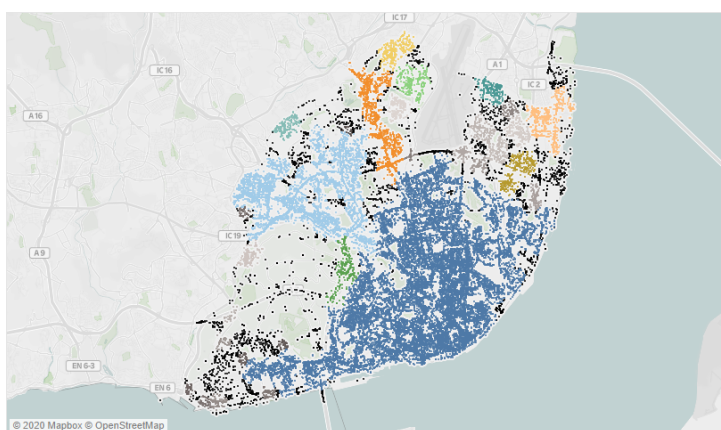 IC 17
IC 16
A 1
IC 2
A 16
IC 19
A 9
EN 6-3
EN 6
© 2020 Mapbox © OpenStreetMap